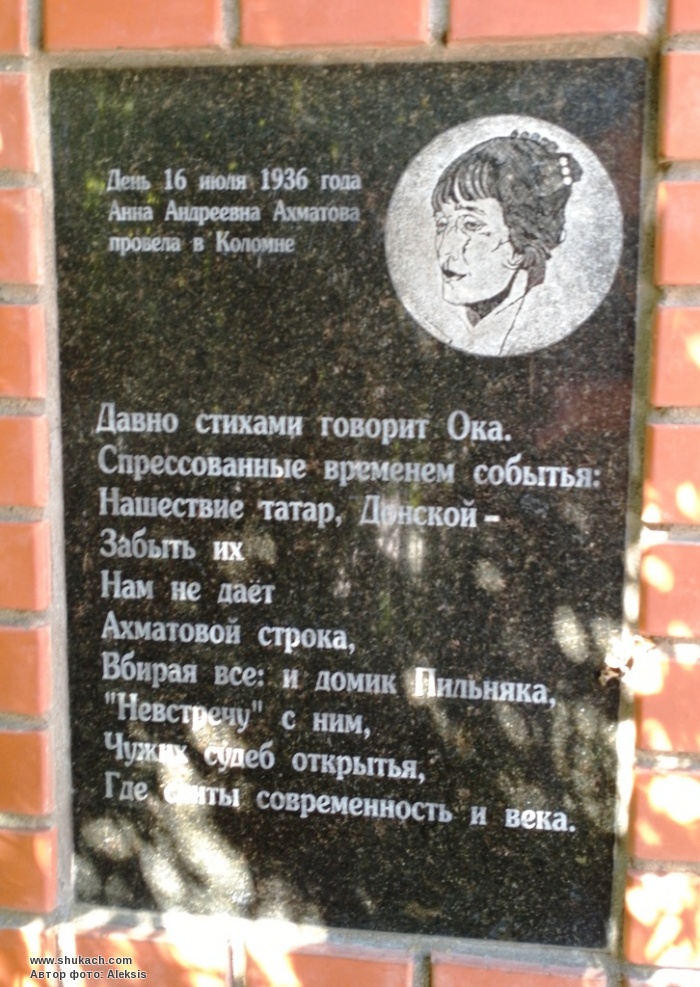 День 16 июля 1936 года
Анна Андреевна Ахматова
провела в Коломне
Давно стихами говорит Ока.
Спрессованные временем событья:
Нашествие татар, Донской –
Забыть их
Нам не даёт
Ахматовой строка,
Вбирая все: и домик Пильняка,
"Невстречу" с ним,
Чужих судеб открытья,
Где слиты современность и века.
www.shukach.com
Автор фото: Aleksis